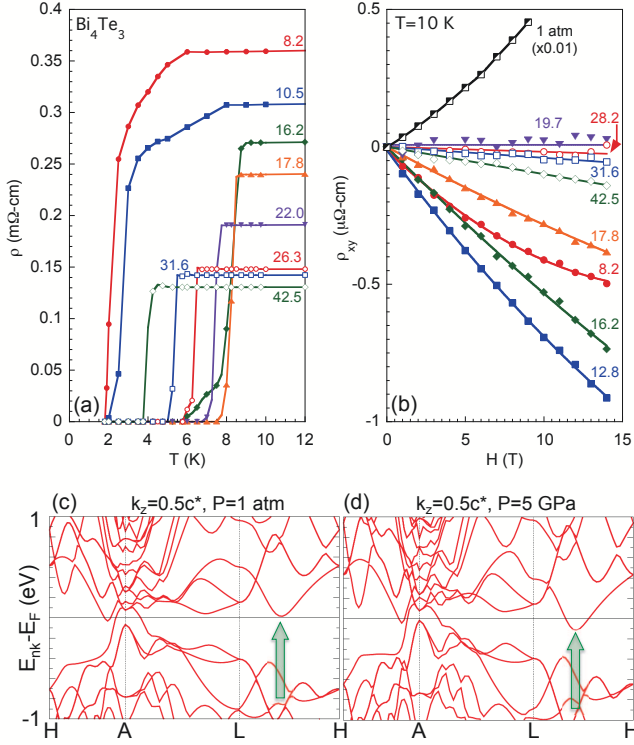 Bi4Te3
8.2
10.5
16.2
17.8
22.0
26.3
31.6
42.5
0.4
0.35
0.3
0.25
0.2
0.15
0.1
0.05
0
ρ (mΩ-cm)
(a)
0 2 4 6 8 10 12
T (K)
T=10 K
1 atm
(x0.01)
19.7
28.2
31.6
42.5
17.8
8.2
16.2
12.8
0.5
0
-0.5
-1
ρxy (μΩ-cm)
(b)
0 5 10 15
H (T)
(c) kz=0.5c*, P=1 atm
(d) kz=0.5c*, P=5 GPa
1
-1
Enk-EF (eV)
H A L H
A L H